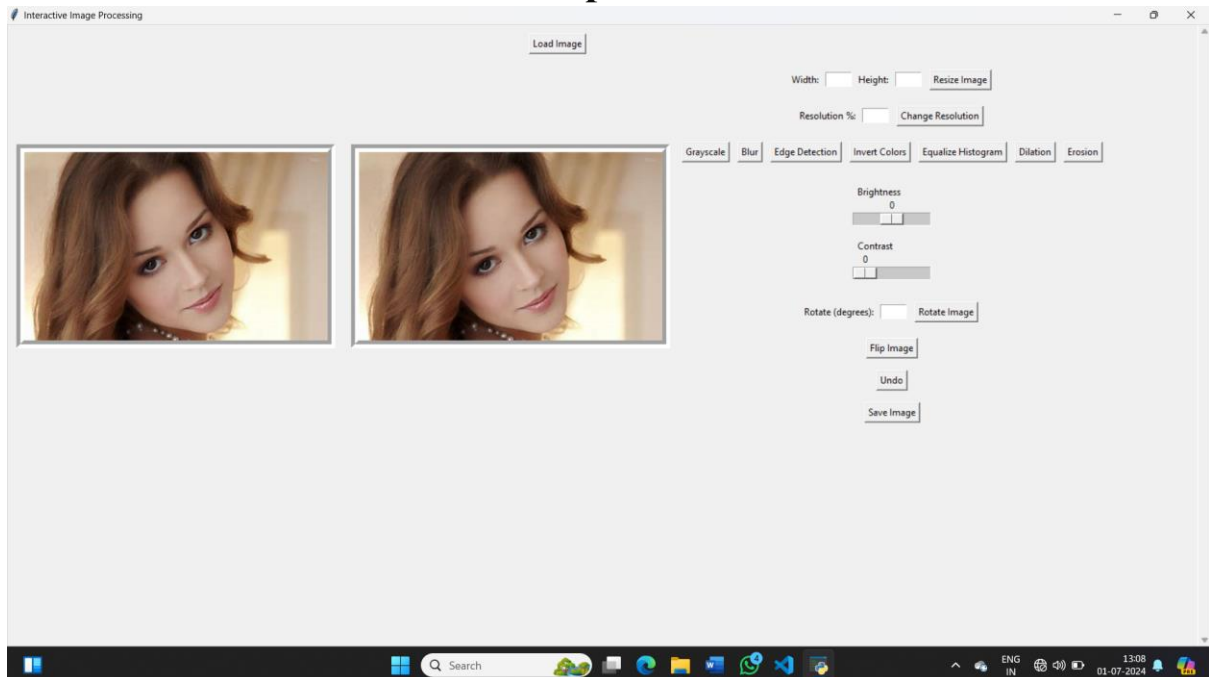 Interactive Image Processing
Load Image
Width: Height: Resize Image
Resolution %: Change Resolution
Grayscale Blur Edge Detection Invert Colors Equalize Histogram Dilation Erosion
Brightness
0
Contrast
0
Rotate (degrees): Rotate Image
Flip Image
Undo
Save Image
Search
4
ENG
IN
13:08
01-07-2024